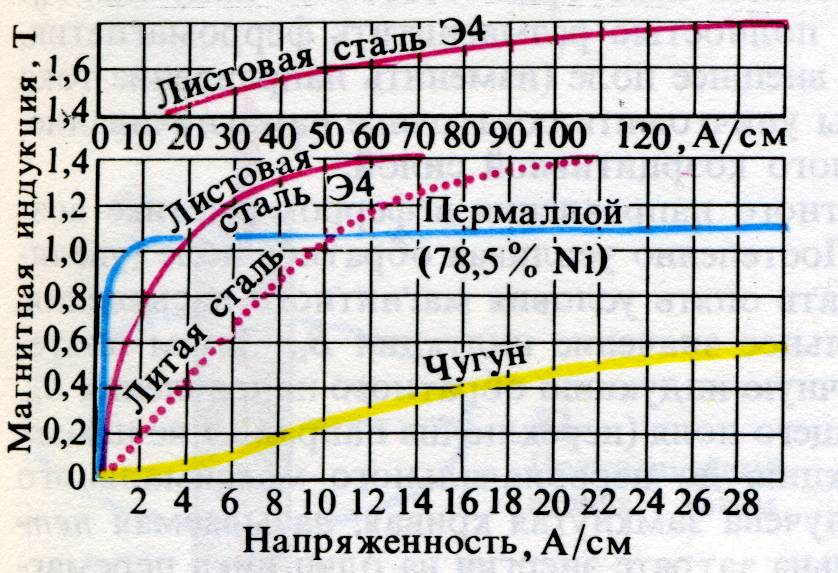 Магнитная индукция, Т
1,6
1,4
Листовая сталь Э4
0 10 20 30 40 50 60 70 80 90 100 120, А/см
1,4
1,2
1,0
0,8
0,6
0,4
0,2
0
Листовая
сталь Э4
Литая сталь
Пермаллой
(78,5% Ni)
Чугун
2 4 6 8 10 12 14 16 18 20 22 24 26 28
Напряженность, А/см